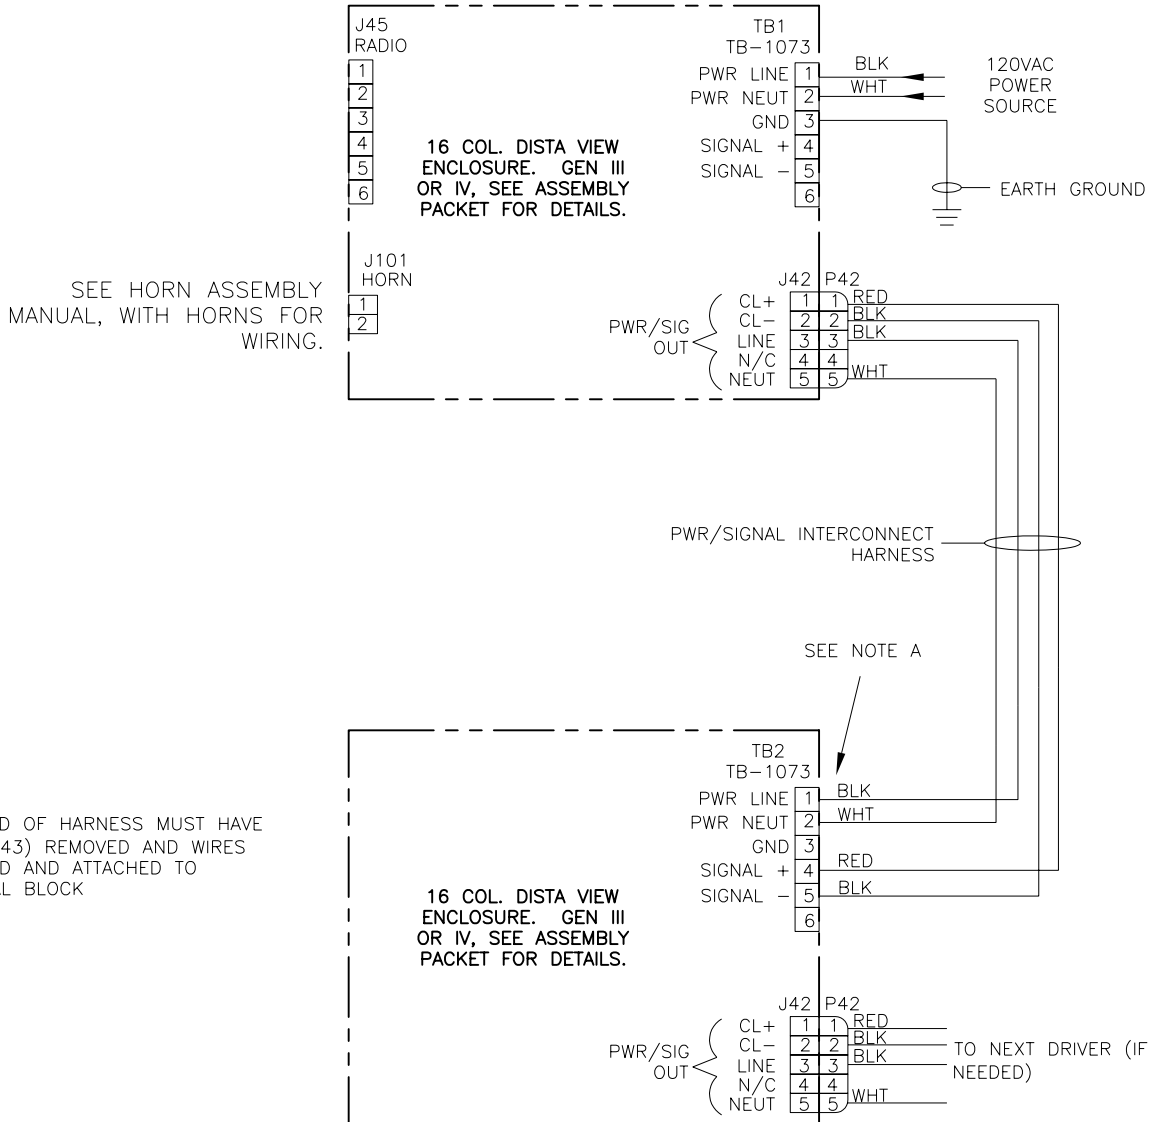 J45
RADIO
1
2
3
4
5
6
16 COL. DISTA VIEW
ENCLOSURE. GEN III
OR IV, SEE ASSEMBLY
PACKET FOR DETAILS.
TB1
TB-1073
PWR LINE 1 BLK
PWR NEUT 2 WHT
GND 3
SIGNAL + 4
SIGNAL - 5
6
120VAC
POWER
SOURCE
EARTH GROUND
J101
HORN
1
2
SEE HORN ASSEMBLY
MANUAL, WITH HORNS FOR
WIRING.
J42 P42
PWR/SIG
OUT
CL+ 1 1 RED
CL- 2 2 BLK
LINE 3 3 BLK
N/C 4 4
NEUT 5 5 WHT
PWR/SIGNAL INTERCONNECT
HARNESS
SEE NOTE A
TB2
TB-1073
PWR LINE 1 BLK
PWR NEUT 2 WHT
GND 3
SIGNAL + 4 RED
SIGNAL - 5 BLK
6
D OF HARNESS MUST HAVE
43) REMOVED AND WIRES
D AND ATTACHED TO
L BLOCK
16 COL. DISTA VIEW
ENCLOSURE. GEN III
OR IV, SEE ASSEMBLY
PACKET FOR DETAILS.
J42 P42
PWR/SIG
OUT
CL+ 1 1 RED
CL- 2 2 BLK
LINE 3 3 BLK
N/C 4 4
NEUT 5 5 WHT
TO NEXT DRIVER (IF
NEEDED)